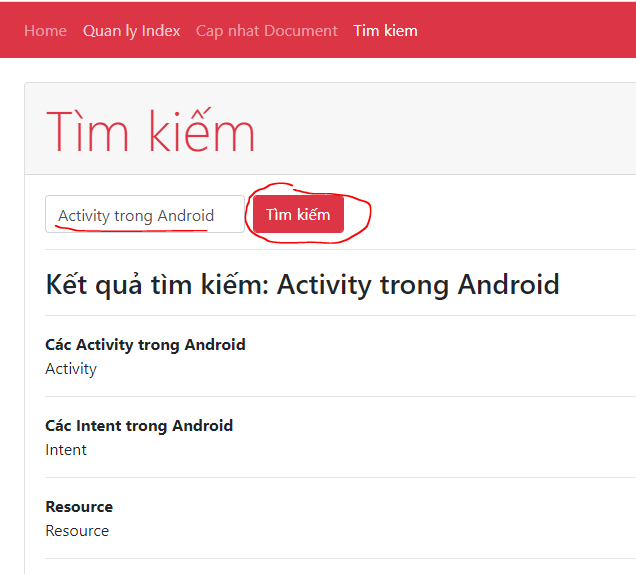 Home Quan ly Index Cap nhat Document Tim kiem
Tìm kiếm
Activity trong Android Tìm kiếm
Kết quả tìm kiếm: Activity trong Android
Các Activity trong Android
Activity
Các Intent trong Android
Intent
Resource
Resource